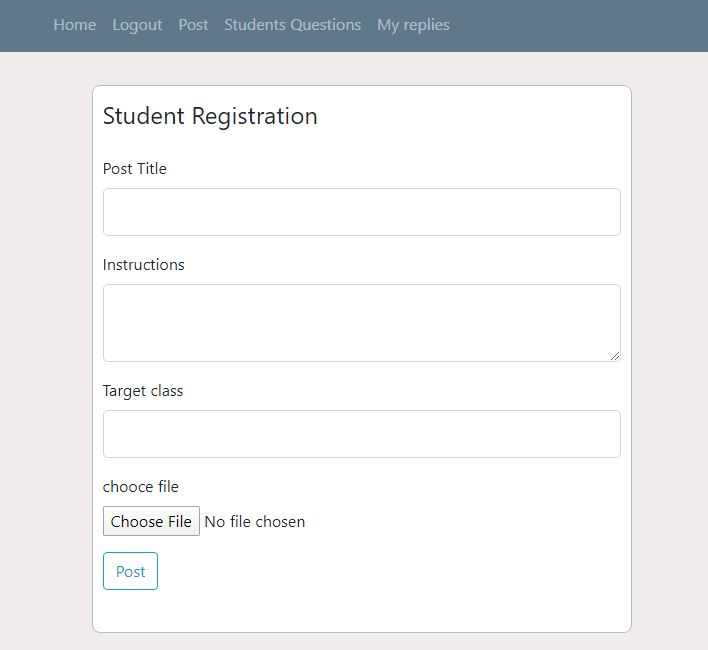 Home Logout Post Students Questions My replies
Student Registration
Post Title
Instructions
Target class
chooce file
Choose File No file chosen
Post